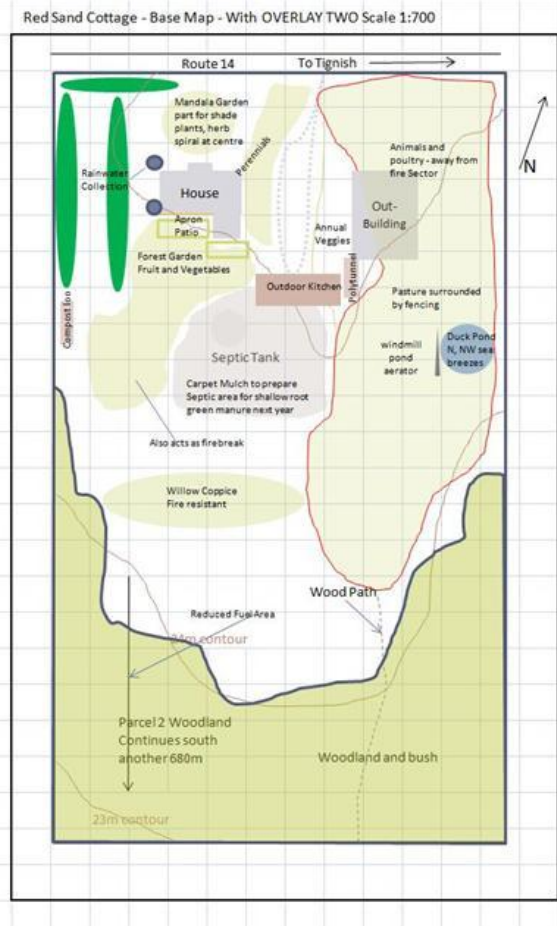 Red Sand Cottage - Base Map - With OVERLAY TWO Scale 1:700
Route 14
To Tignish
N
Mandala Garden
part for shade
plants, herb
spiral at centre
Perennials
Animals and
poultry - away from
fire Sector
Rainwater
Collection
House
Out-
Building
Apron
Patio
Annual
Veggies
Forest Garden
Fruit and Vegetables
Polytunnel
Outdoor Kitchen
Pasture surrounded
by fencing
Duck Pond
N, NW sea
breezes
windmill
pond
aerator
Septic Tank
Carpet Mulch to prepare
Septic area for shallow root
green manure next year
Also acts as firebreak
Willow Coppice
Fire resistant
Wood Path
Reduced Fuel Area
24m contour
Parcel 2 Woodland
Continues south
another 680m
Woodland and bush
23m contour